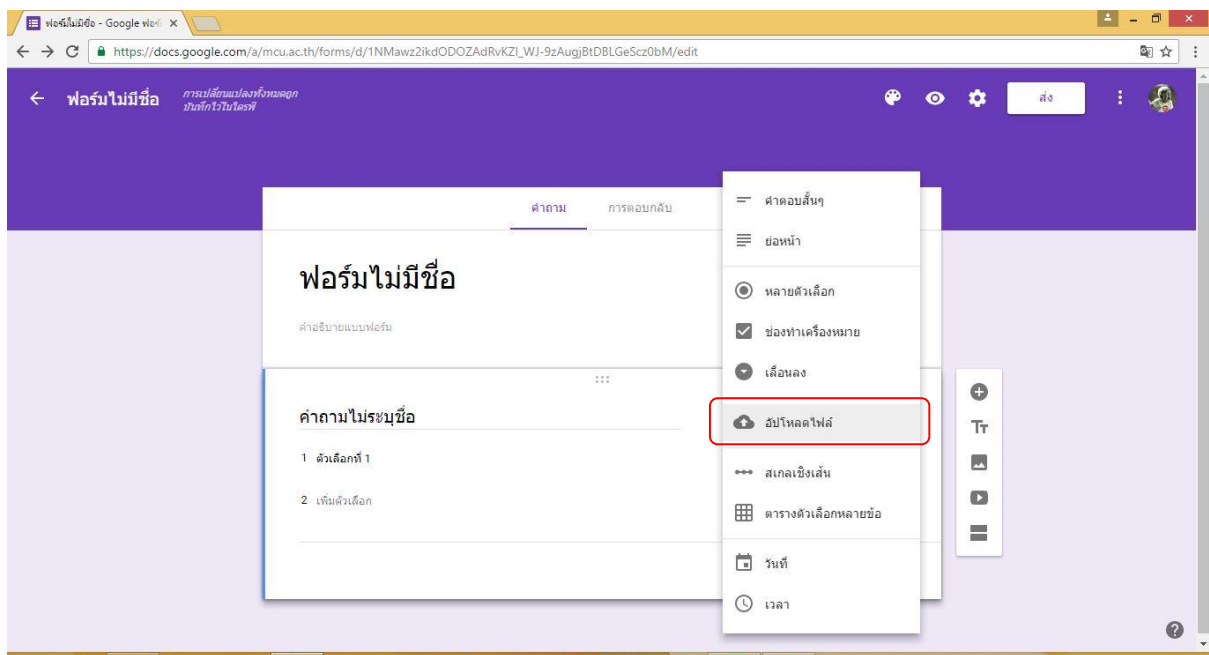 ฟอร์มไม่มีชื่อ - Google ฟอร์
https://docs.google.com/a/mcu.ac.th/forms/d/1NMawz2ikdODOZAdRvKZI_WJ-9zAugjBtDBLGeScz0bM/edit
ฟอร์มไม่มีชื่อ
การเปลี่ยนแปลงทั้งหมดถูก
บันทึกไว้ในไดรฟ์
ส่ง
คำถาม
การตอบกลับ
ฟอร์มไม่มีชื่อ
คำอธิบายแบบฟอร์ม
คำถามไม่ระบุชื่อ
1 ตัวเลือกที่ 1
2 เพิ่มตัวเลือก
คำตอบสั้นๆ
ย่อหน้า
หลายตัวเลือก
ช่องทำเครื่องหมาย
เลื่อนลง
อัปโหลดไฟล์
สเกลเชิงเส้น
ตารางตัวเลือกหลายข้อ
วันที่
เวลา
Tт